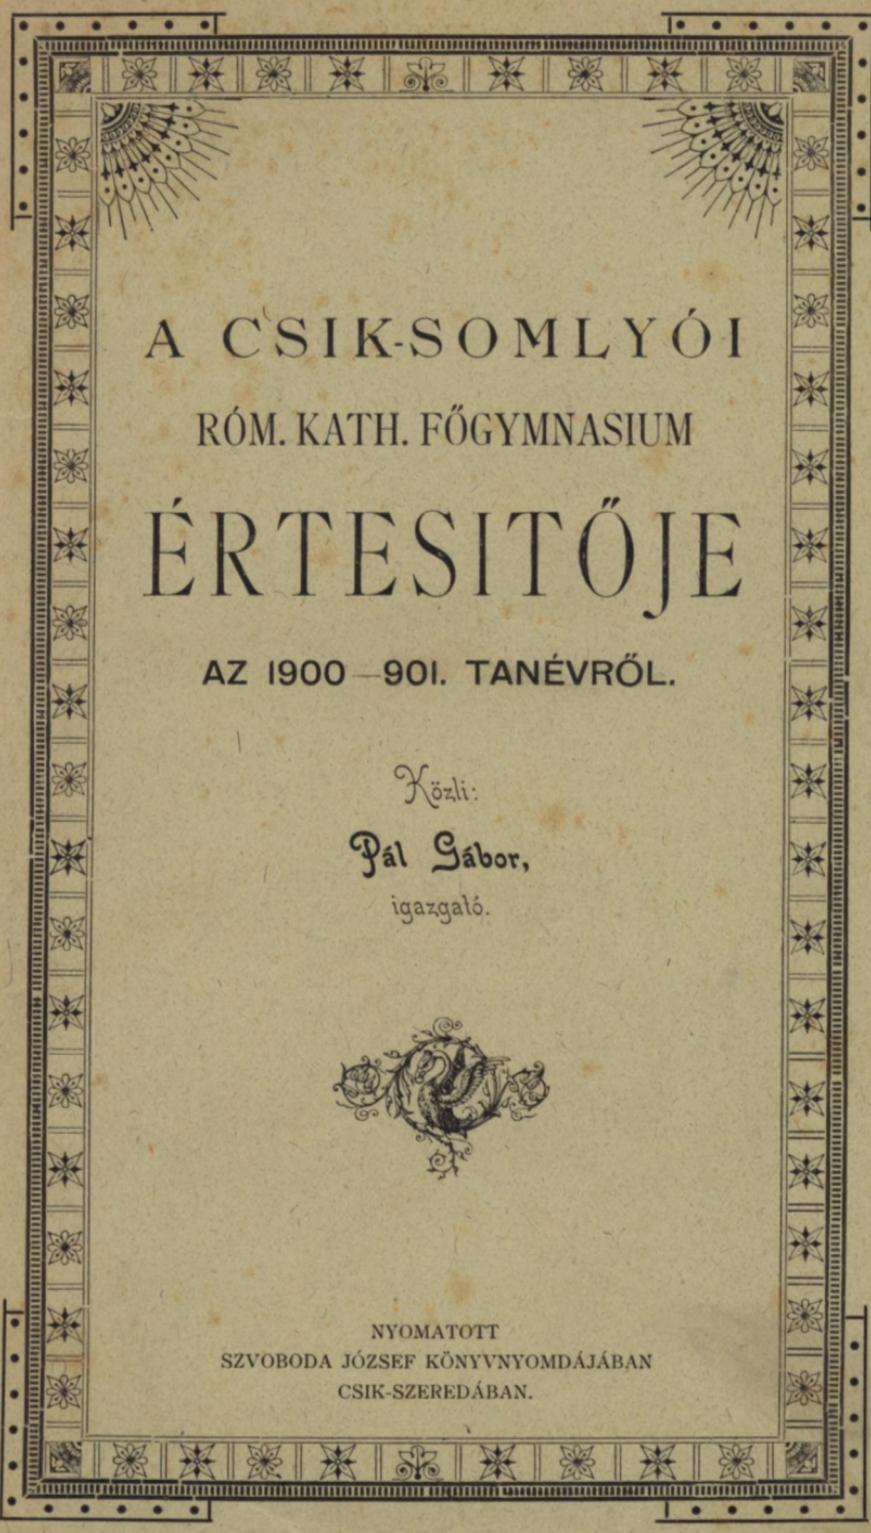 A CSIK-SOMLYÓI
RÓM. KATH. FŐGYMNASIUM
ÉRTESITŐJE
AZ 1900–901. TANÉVRŐL.
Közli:
Pál Gábor,
igazgató.
NYOMATOTT
SZVOBODA JÓZSEF KÖNYVNYOMDÁJÁBAN
CSIK-SZEREDÁBAN.